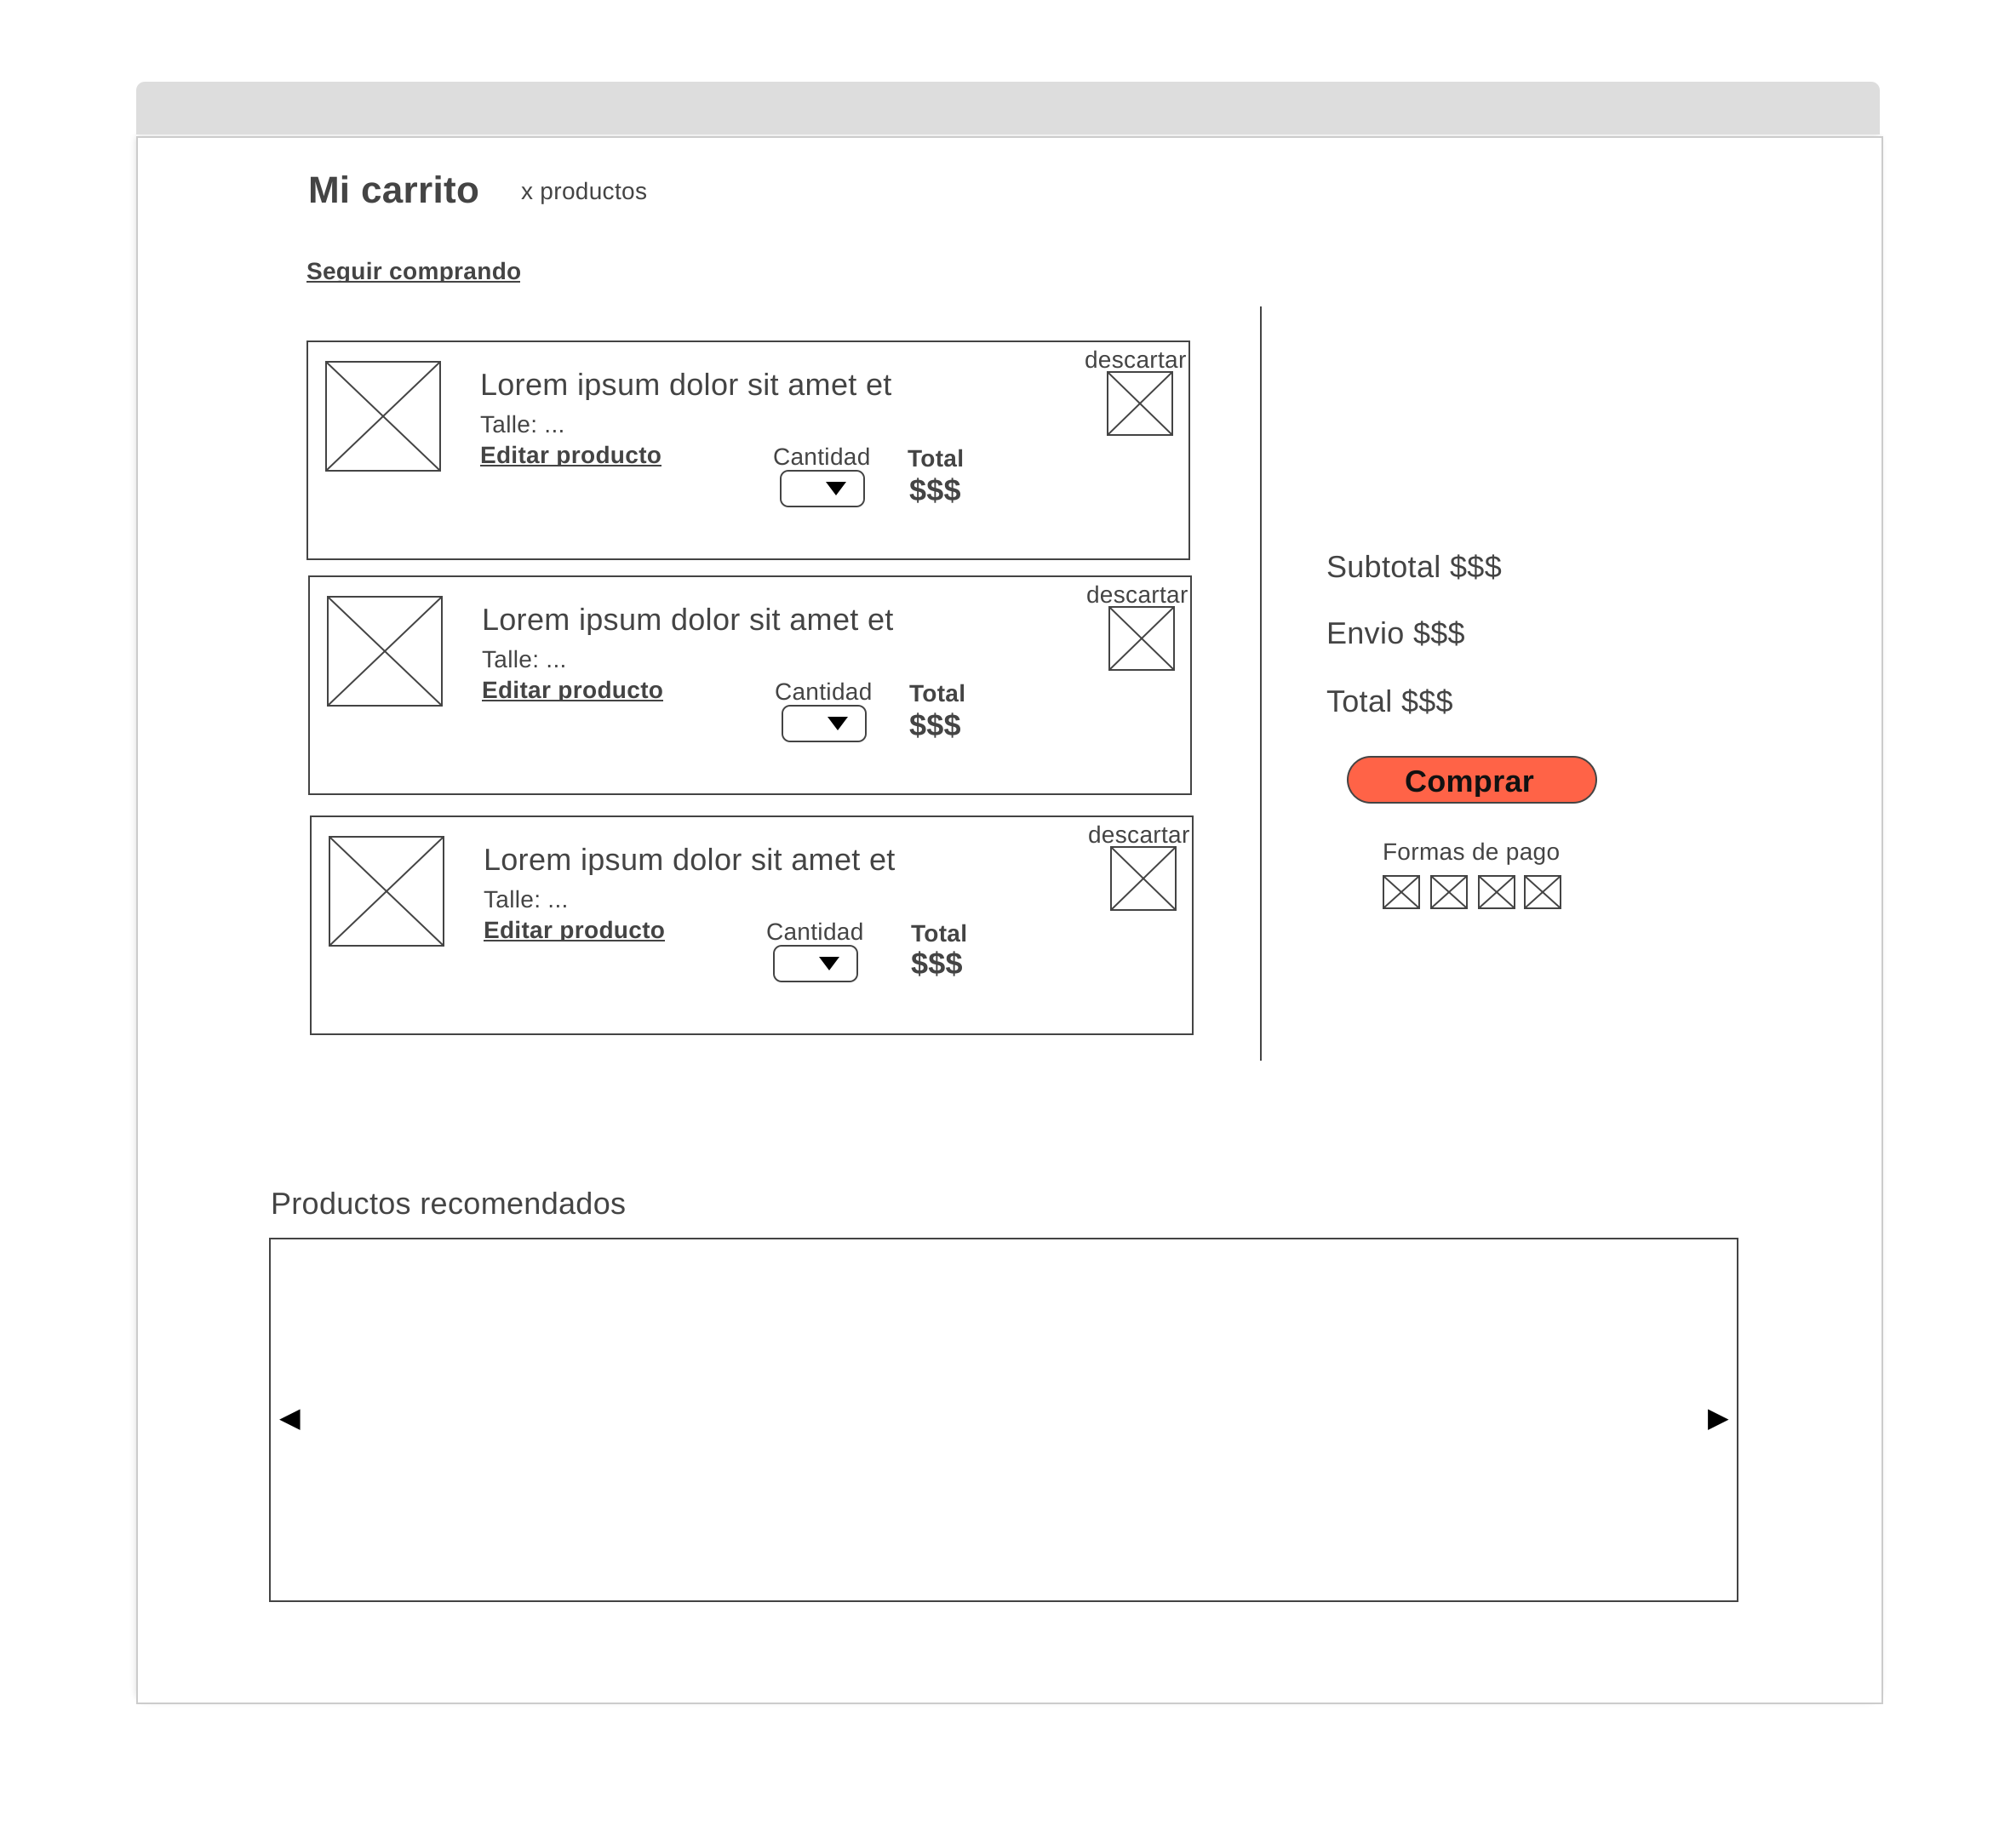 Mi carrito x productos
Seguir comprando
descartar
Lorem ipsum dolor sit amet et
Talle: ...
Editar producto
Cantidad Total
$$$
descartar
Lorem ipsum dolor sit amet et
Talle: ...
Editar producto
Cantidad Total
$$$
descartar
Lorem ipsum dolor sit amet et
Talle: ...
Editar producto
Cantidad Total
$$$
Subtotal $$$
Envio $$$
Total $$$
Comprar
Formas de pago
Productos recomendados